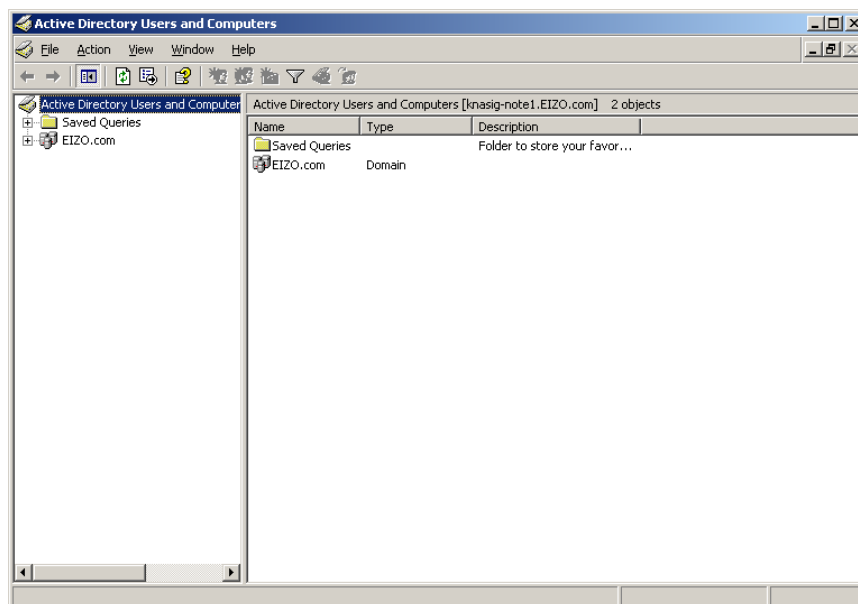 Active Directory Users and Computers
File Action View Window Help
Active Directory Users and Computer
Saved Queries
EIZO.com
Active Directory Users and Computers [knasig-note1.EIZO.com] 2 objects
Name Type Description
Saved Queries Folder to store your favor...
EIZO.com Domain